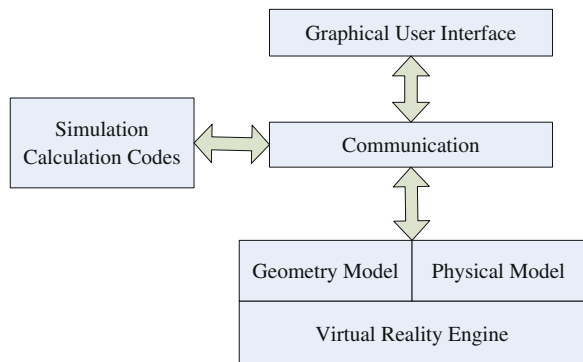 Graphical User Interface
Simulation
Calculation Codes
Communication
Geometry Model
Physical Model
Virtual Reality Engine